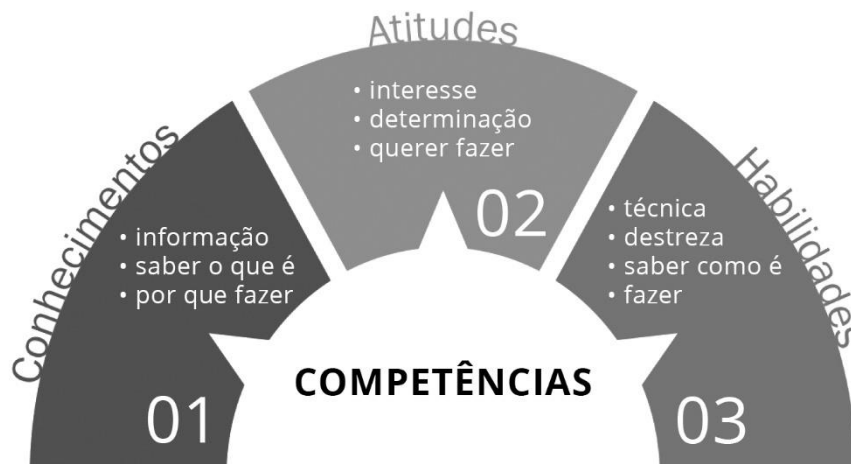 Conhecimentos
• informação
• saber o que é
• por que fazer
01
Atitudes
• interesse
• determinação
• querer fazer
02
Habilidades
• técnica
• destreza
• saber como é
• fazer
03
COMPETÊNCIAS